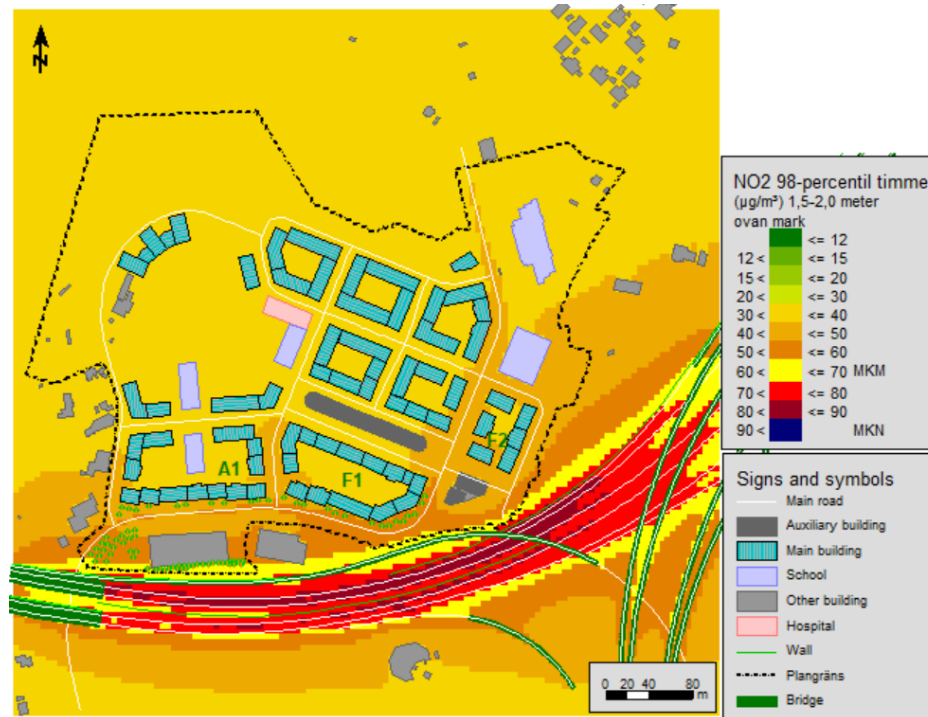 N
A1
F1
F2
0 20 40 80
m
NO2 98-percentil timme
(µg/m³) 1,5-2,0 meter
ovan mark
<= 12
12 < <= 15
15 < <= 20
20 < <= 30
30 < <= 40
40 < <= 50
50 < <= 60
60 < <= 70 MKM
70 < <= 80
80 < <= 90
90 < MKN
Signs and symbols
Main road
Auxiliary building
Main building
School
Other building
Hospital
Wall
Plangräns
Bridge